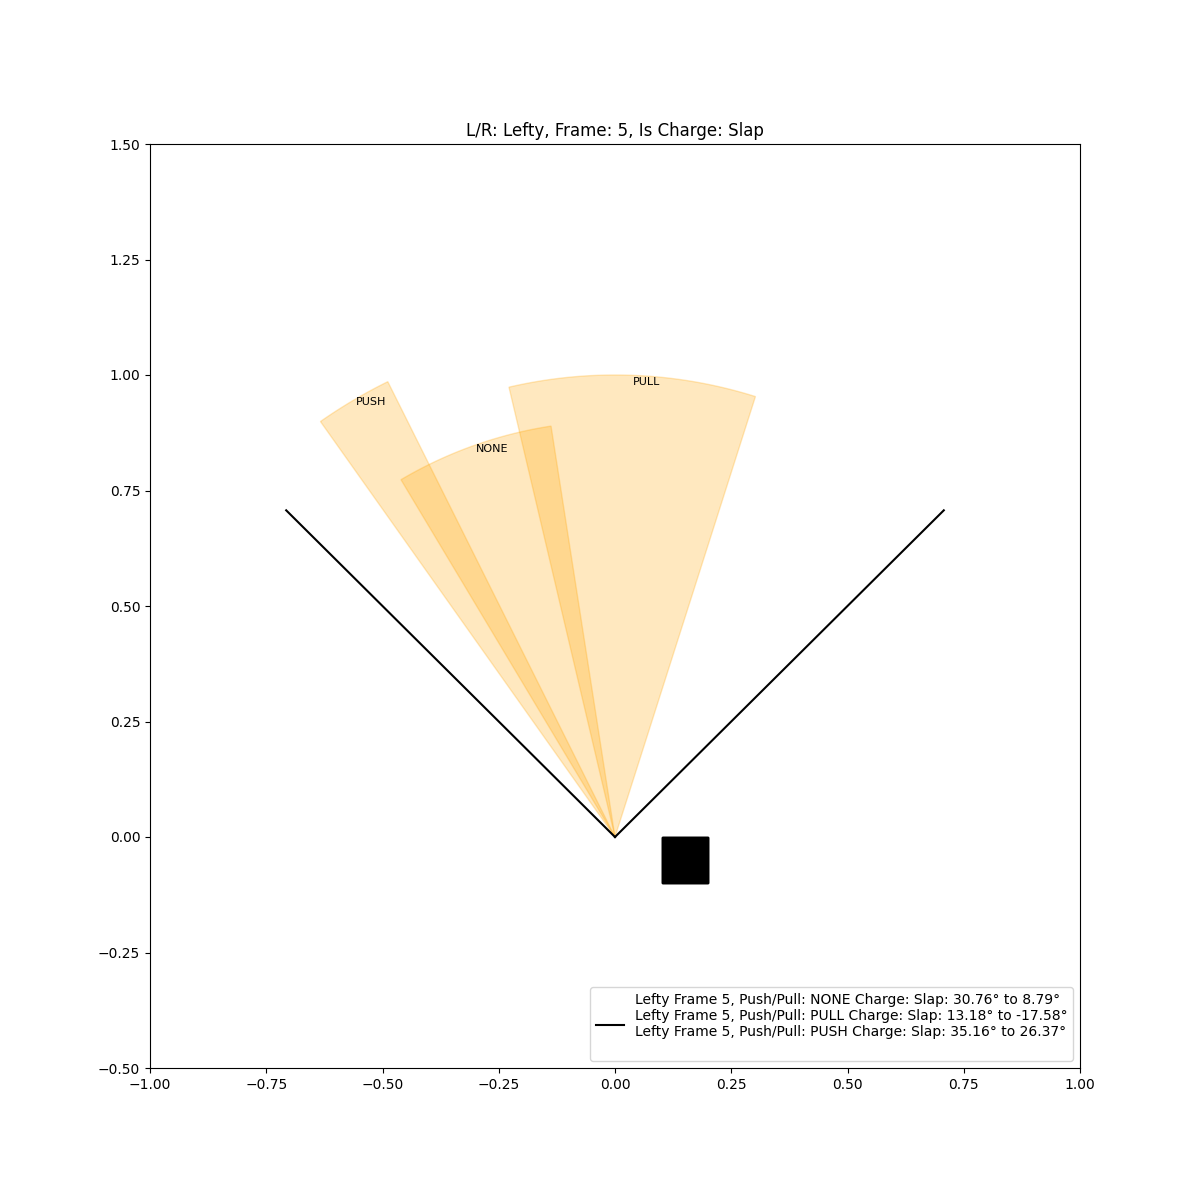 L/R: Lefty, Frame: 5, Is Charge: Slap
1.50
1.25
1.00
0.75
0.50
0.25
0.00
−0.25
−0.50
PUSH
NONE
PULL
Lefty Frame 5, Push/Pull: NONE Charge: Slap: 30.76° to 8.79°
Lefty Frame 5, Push/Pull: PULL Charge: Slap: 13.18° to -17.58°
Lefty Frame 5, Push/Pull: PUSH Charge: Slap: 35.16° to 26.37°
−1.00 −0.75 −0.50 −0.25 0.00 0.25 0.50 0.75 1.00